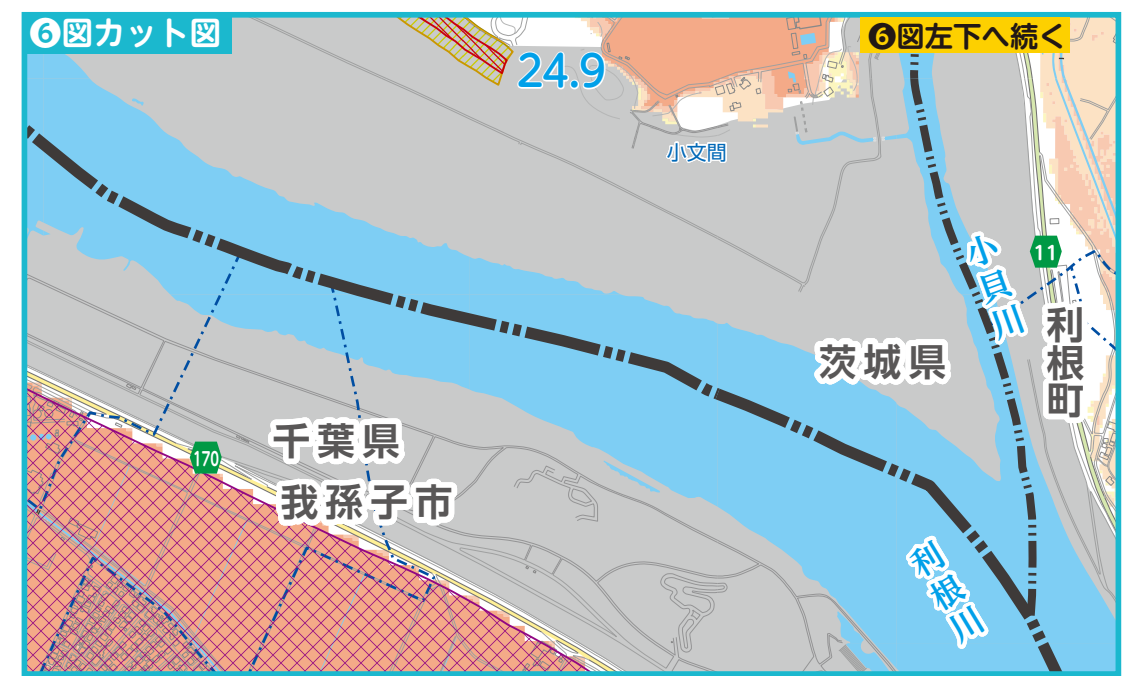 ❻図カット図
❻図左下へ続く
24.9
小文間
小貝川
11
利根町
茨城県
千葉県
170
我孫子市
利根川